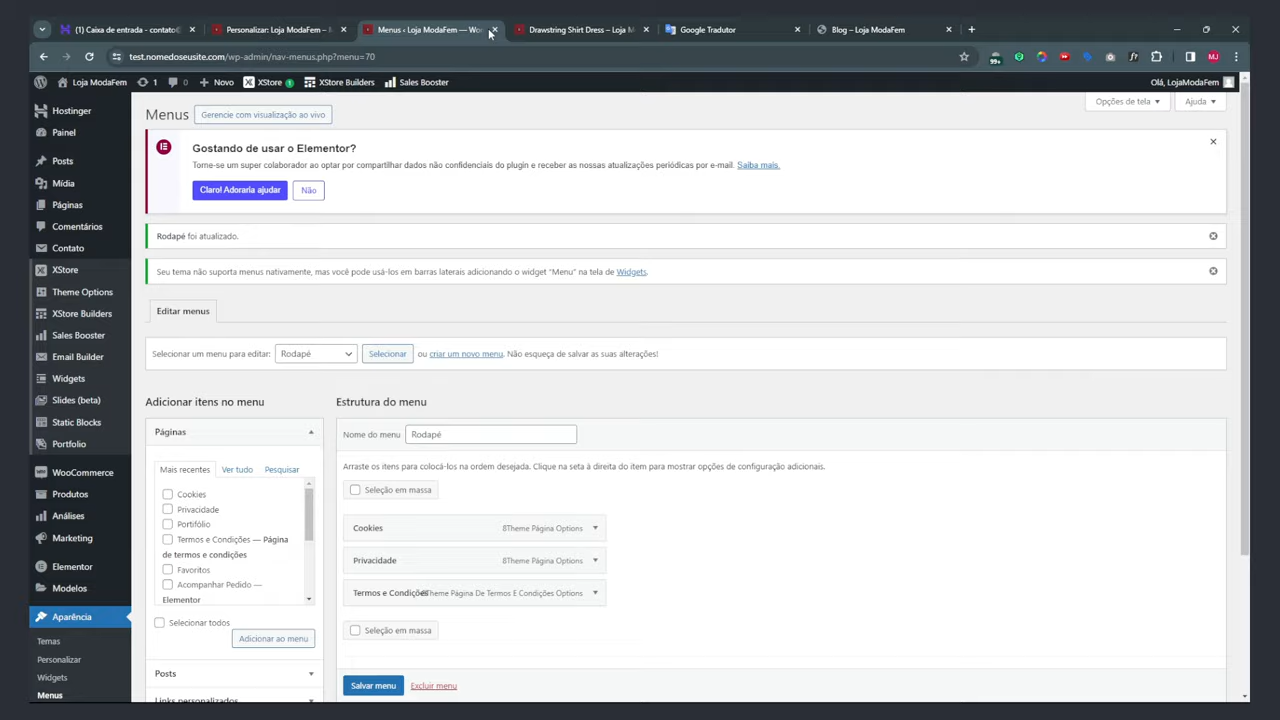 (1) Caixa de entrada - contato@
Personalizar: Loja ModaFem –
Menus ‹ Loja ModaFem — Wo
Drawstring Shirt Dress – Loja M
Google Tradutor
Blog – Loja ModaFem
test.nomedoseusite.com/wp-admin/nav-menus.php?menu=70
99+
MJ
Loja ModaFem
1
0
Novo
XStore
XStore Builders
Sales Booster
Olá, LojaModaFem
Hostinger
Painel
Posts
Mídia
Páginas
Comentários
Contato
XStore
Theme Options
XStore Builders
Sales Booster
Email Builder
Widgets
Slides (beta)
Static Blocks
Portfolio
WooCommerce
Produtos
Análises
Marketing
Elementor
Modelos
Aparência
Temas
Personalizar
Widgets
Menus
Menus
Gerencie com visualização ao vivo
Opções de tela
Ajuda
Gostando de usar o Elementor?
Torne-se um super colaborador ao optar por compartilhar dados não confidenciais do plugin e receber as nossas atualizações periódicas por e-mail. Saiba mais.
Claro! Adoraria ajudar
Não
Rodapé foi atualizado.
Seu tema não suporta menus nativamente, mas você pode usá-los em barras laterais adicionando o widget "Menu" na tela de Widgets.
Editar menus
Selecionar um menu para editar: Rodapé Selecionar ou criar um novo menu. Não esqueça de salvar as suas alterações!
Adicionar itens no menu
Páginas
Mais recentes
Ver tudo
Pesquisar
Cookies
Privacidade
Portifólio
Termos e Condições — Página
de termos e condições
Favoritos
Acompanhar Pedido —
Elementor
Selecionar todos
Adicionar ao menu
Posts
Links personalizados
Estrutura do menu
Nome do menu Rodapé
Arraste os itens para colocá-los na ordem desejada. Clique na seta à direita do item para mostrar opções de configuração adicionais.
Seleção em massa
Cookies 8Theme Página Options
Privacidade 8Theme Página Options
Termos e Condições 8Theme Página De Termos E Condições Options
Seleção em massa
Salvar menu
Excluir menu